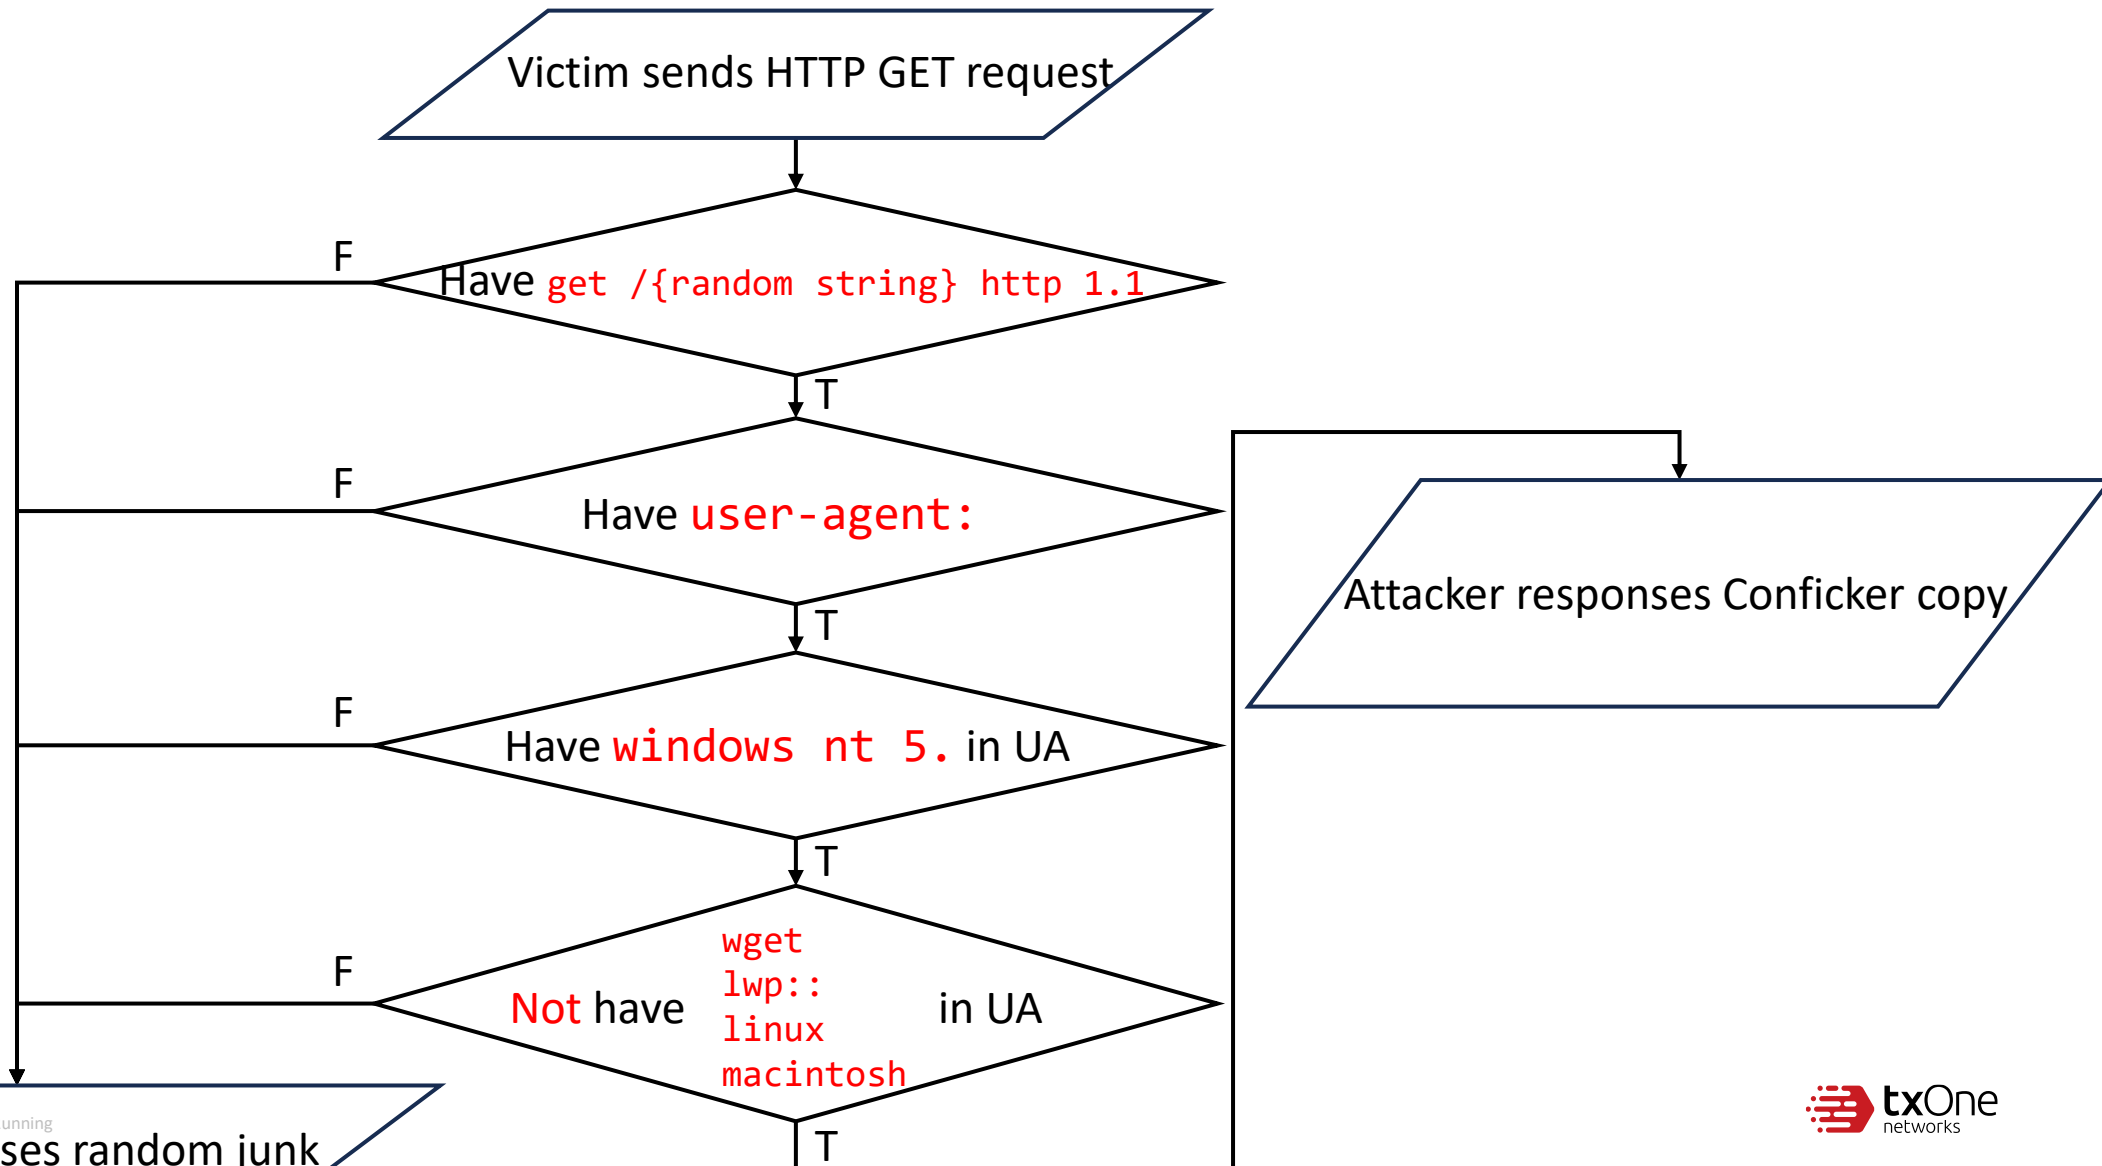 Victim sends HTTP GET request
F
Have get /{random string} http 1.1
T
F
Have user-agent:
Attacker responses Conficker copy
T
F
Have windows nt 5. in UA
T
F
Not have
wget
lwp::
linux
macintosh
in UA
T
random junk
txOne
networks